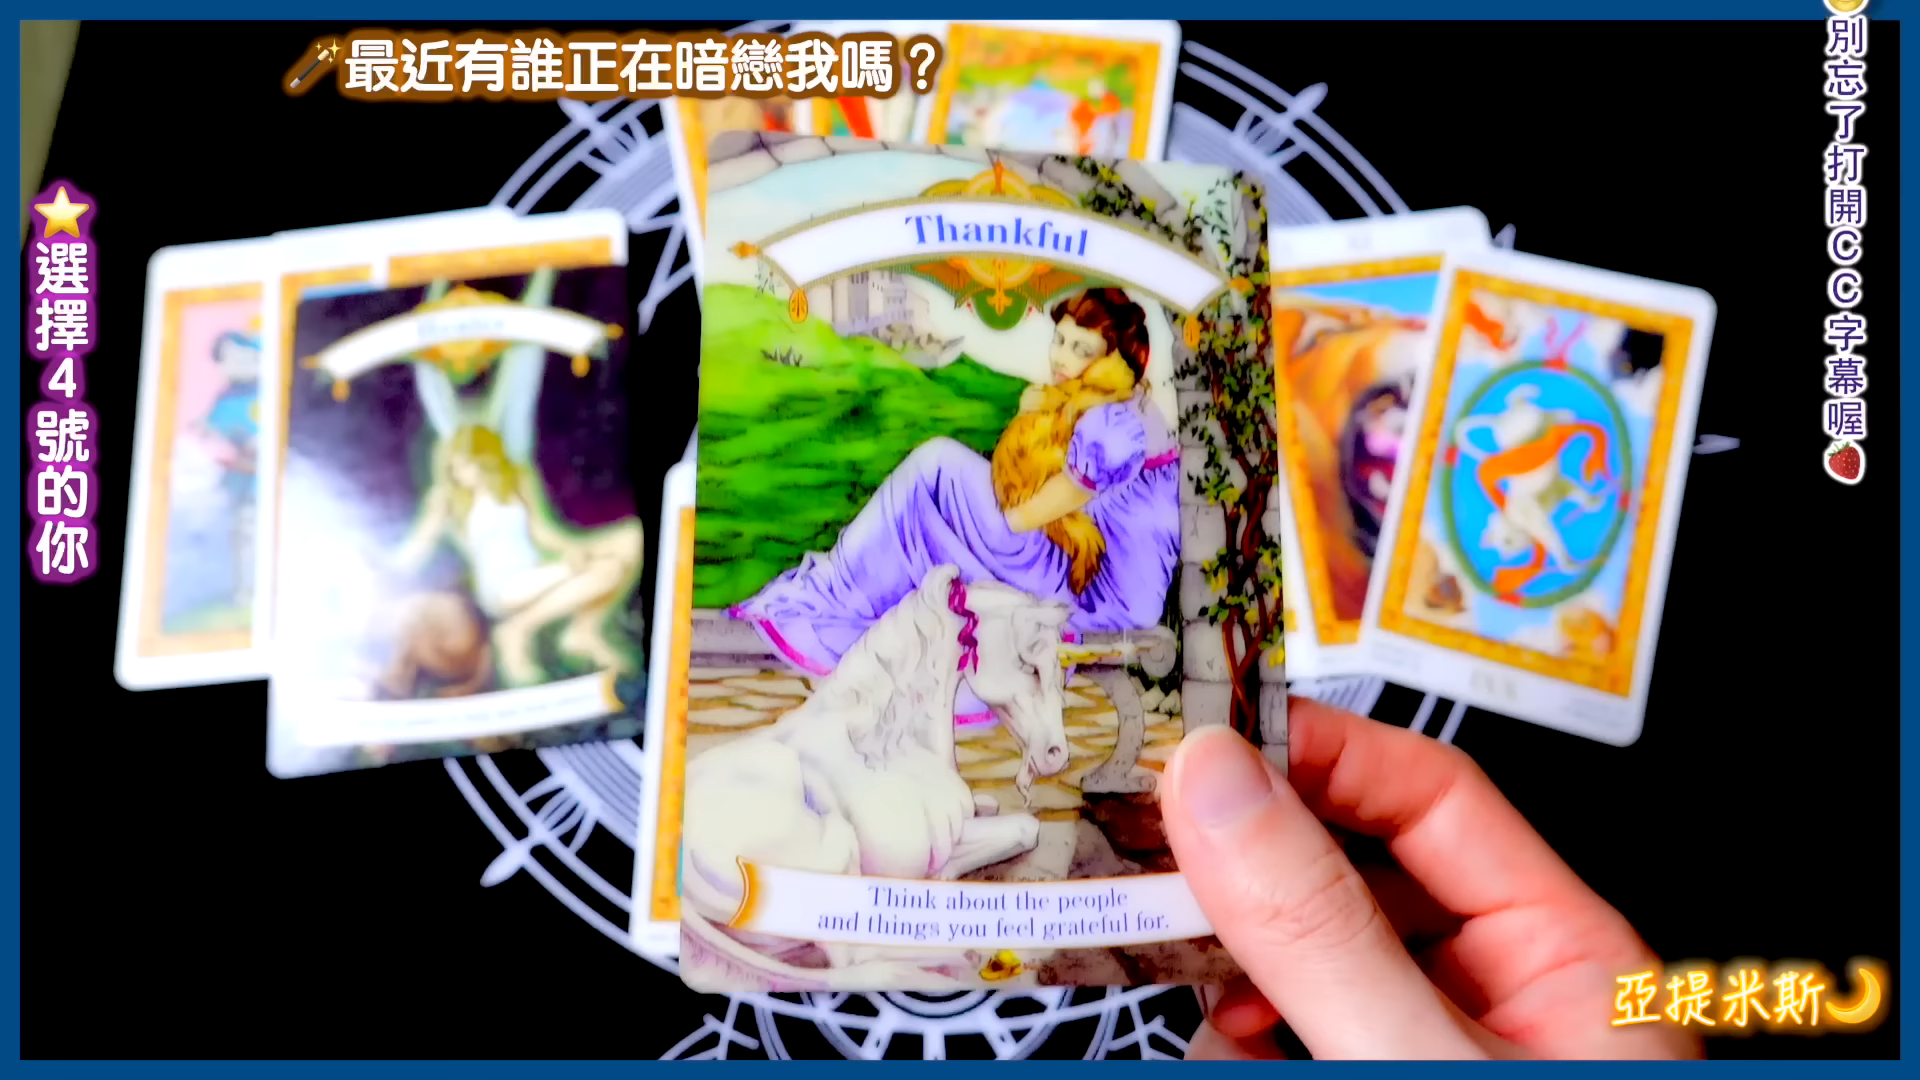 最近有誰正在暗戀我嗎？
選擇4號的你
別忘了打開CC字幕喔
Thankful
Think about the people
and things you feel grateful for.
亞提米斯